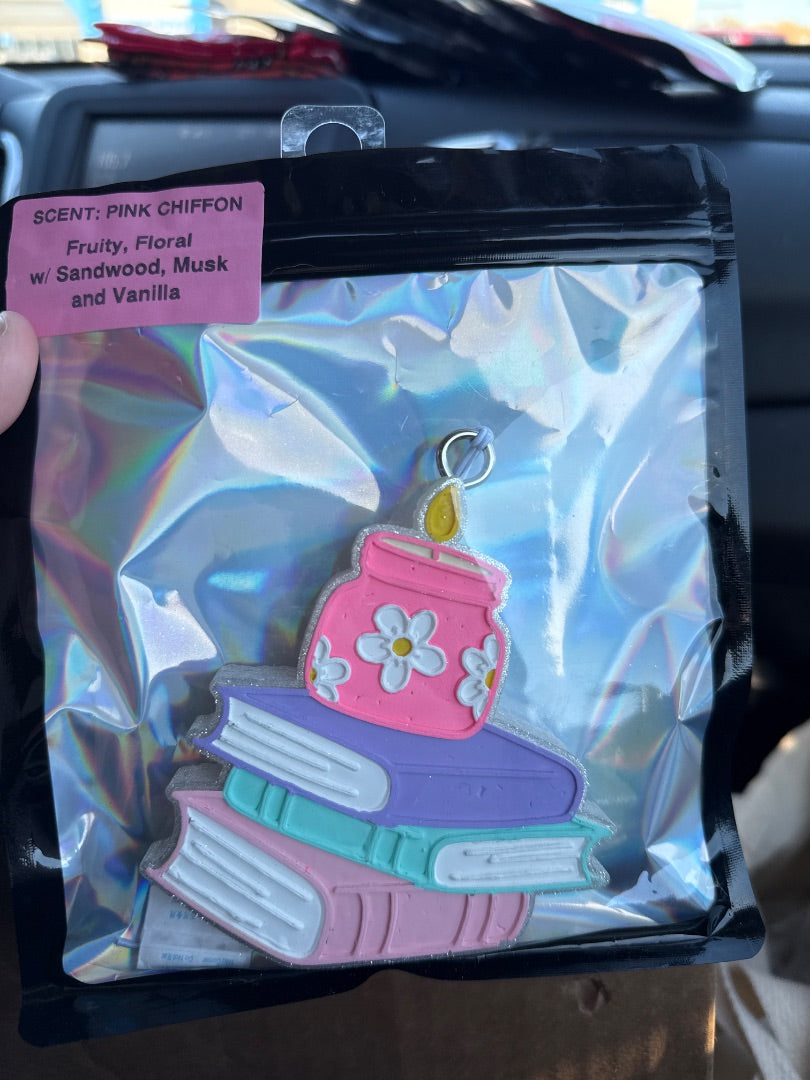 SCENT: PINK CHIFFON
Fruity, Floral
w/ Sandwood, Musk
and Vanilla